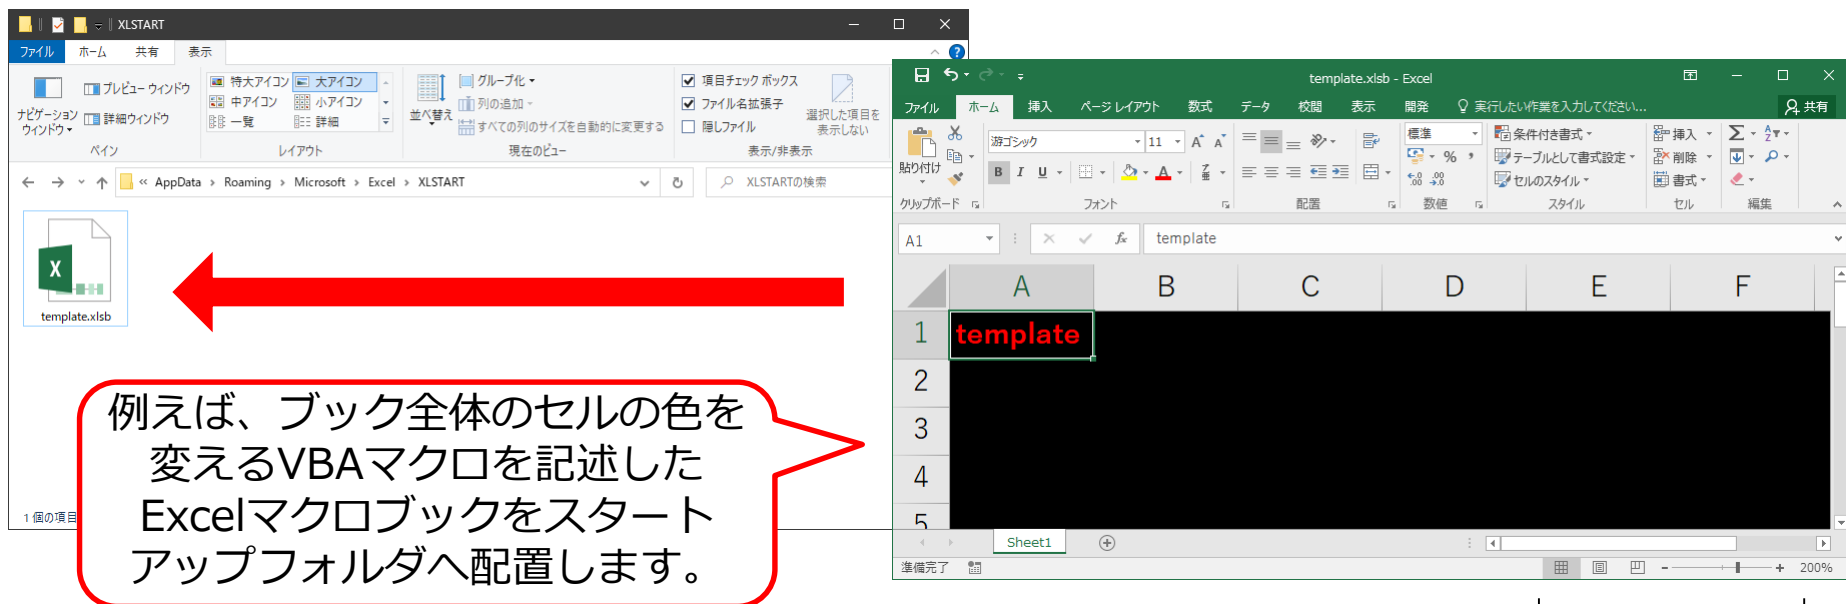 XLSTART
ファイル ホーム 共有 表示
ナビゲーション ウィンドウ
プレビュー ウィンドウ
詳細ウィンドウ
ペイン
特大アイコン 大アイコン
中アイコン 小アイコン
一覧 詳細
レイアウト
並べ替え
グループ化
列の追加
すべての列のサイズを自動的に変更する
現在のビュー
項目チェック ボックス
ファイル名拡張子
隠しファイル
選択した項目を
表示しない
表示/非表示
« AppData › Roaming › Microsoft › Excel › XLSTART
XLSTARTの検索
template.xlsb
1 個の項目
例えば、ブック全体のセルの色を
変えるVBAマクロを記述した
Excelマクロブックをスタート
アップフォルダへ配置します。
template.xlsb - Excel
ファイル ホーム 挿入 ページ レイアウト 数式 データ 校閲 表示 開発 実行したい作業を入力してください... 共有
貼り付け
クリップボード
游ゴシック 11
B I U
フォント
配置
標準
%
数値
条件付き書式
テーブルとして書式設定
セルのスタイル
スタイル
挿入
削除
書式
セル
編集
A1 fx template
A B C D E F
1 template
2
3
4
5
Sheet1
準備完了 200%